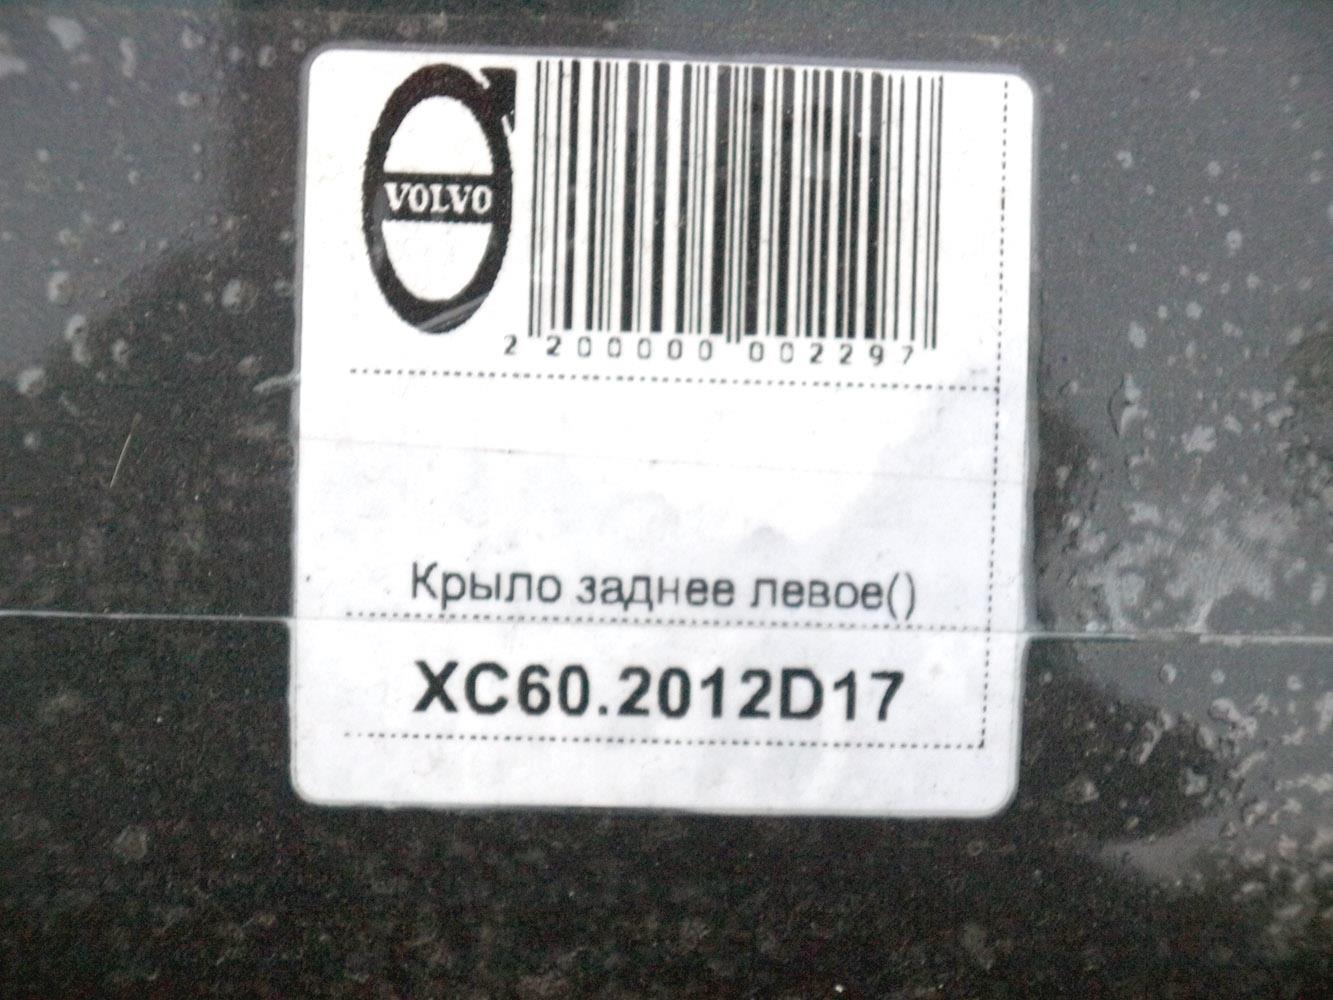 VOLVO
2 200000 002297
Крыло заднее левое()
XC60.2012D17